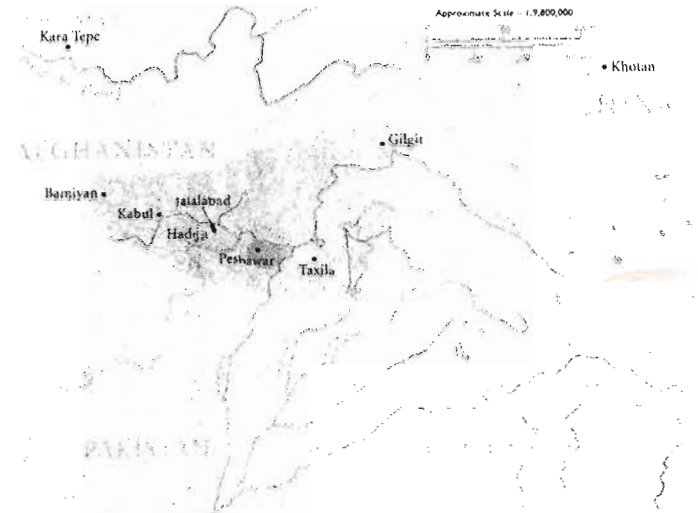 Approximate Scale – 1:9,800,000
Kara Tepe
Khotan
AFGHANISTAN
Gilgit
Bamiyan
Jalalabad
Kabul
Hadda
Peshawar
Taxila
PAKISTAN